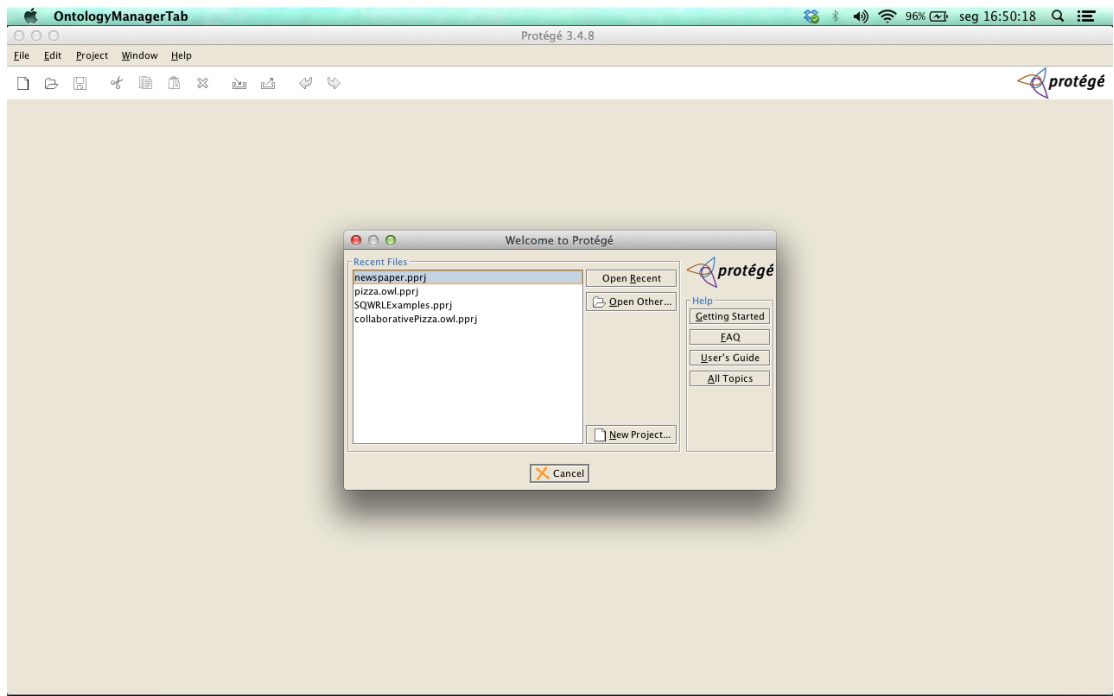 OntologyManagerTab 96% seg 16:50:18
Protégé 3.4.8
File Edit Project Window Help
protégé
Welcome to Protégé
Recent Files
newspaper.pprj
pizza.owl.pprj
SQWRLExamples.pprj
collaborativePizza.owl.pprj
Open Recent
Open Other...
New Project...
protégé
Help
Getting Started
FAQ
User's Guide
All Topics
Cancel